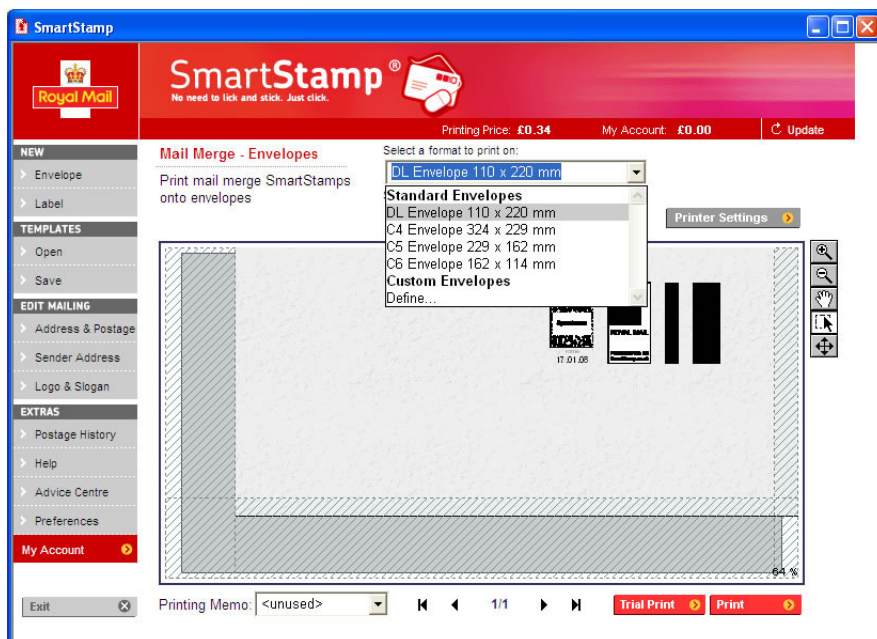 SmartStamp
Royal Mail
SmartStamp®
No need to lick and stick. Just click.
Printing Price: £0.34 My Account: £0.00 Update
NEW
Envelope
Label
TEMPLATES
Open
Save
EDIT MAILING
Address & Postage
Sender Address
Logo & Slogan
EXTRAS
Postage History
Help
Advice Centre
Preferences
My Account
Exit
Mail Merge - Envelopes
Print mail merge SmartStamps
onto envelopes
Select a format to print on:
DL Envelope 110 x 220 mm
Standard Envelopes
DL Envelope 110 x 220 mm
C4 Envelope 324 x 229 mm
C5 Envelope 229 x 162 mm
C6 Envelope 162 x 114 mm
Custom Envelopes
Define...
Printer Settings
ROYAL MAIL
17.01.06
64 %
Printing Memo: <unused> 1/1 Trial Print Print